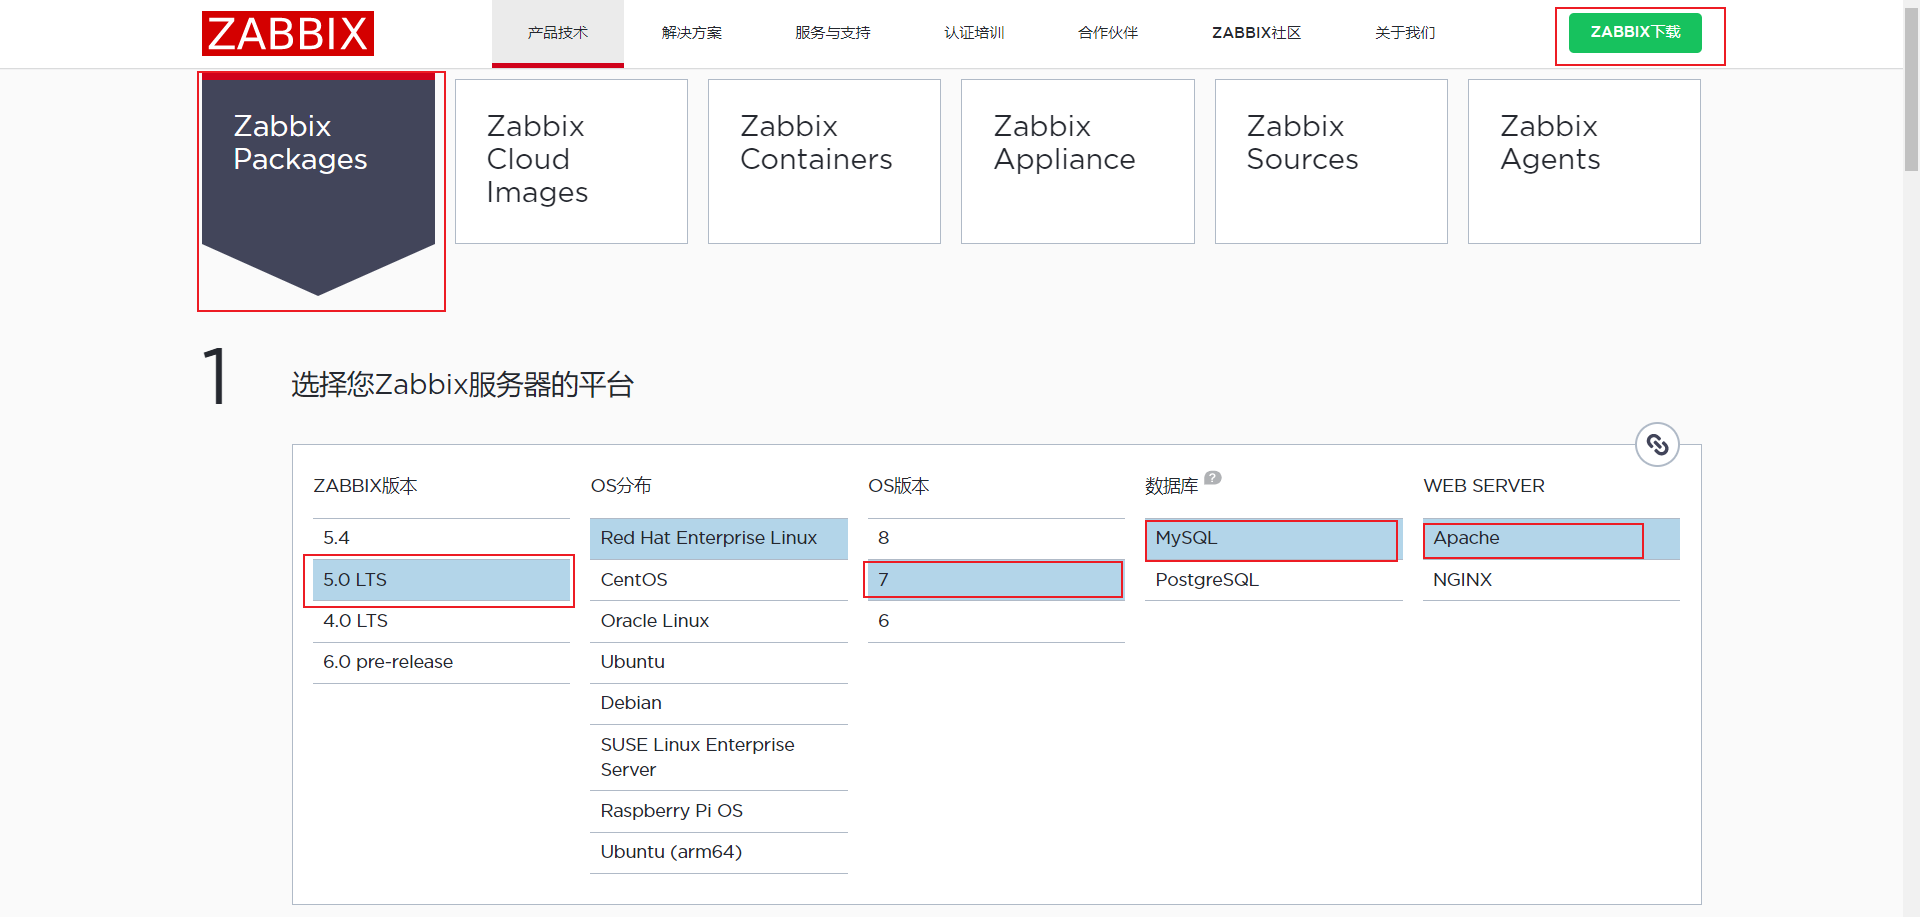 ZABBIX
产品技术
解决方案
服务与支持
认证培训
合作伙伴
ZABBIX社区
关于我们
ZABBIX下载
Zabbix
Packages
Zabbix
Cloud
Images
Zabbix
Containers
Zabbix
Appliance
Zabbix
Sources
Zabbix
Agents
1
选择您Zabbix服务器的平台
ZABBIX版本
5.4
5.0 LTS
4.0 LTS
6.0 pre-release
OS分布
Red Hat Enterprise Linux
CentOS
Oracle Linux
Ubuntu
Debian
SUSE Linux Enterprise
Server
Raspberry Pi OS
Ubuntu (arm64)
OS版本
8
7
6
数据库 ?
MySQL
PostgreSQL
WEB SERVER
Apache
NGINX